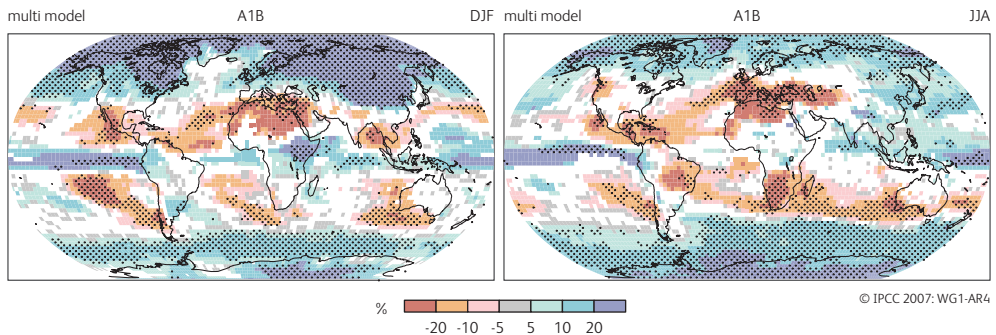 multi model A1B DJF
multi model A1B JJA
© IPCC 2007: WG1-AR4
%
-20 -10 -5 5 10 20